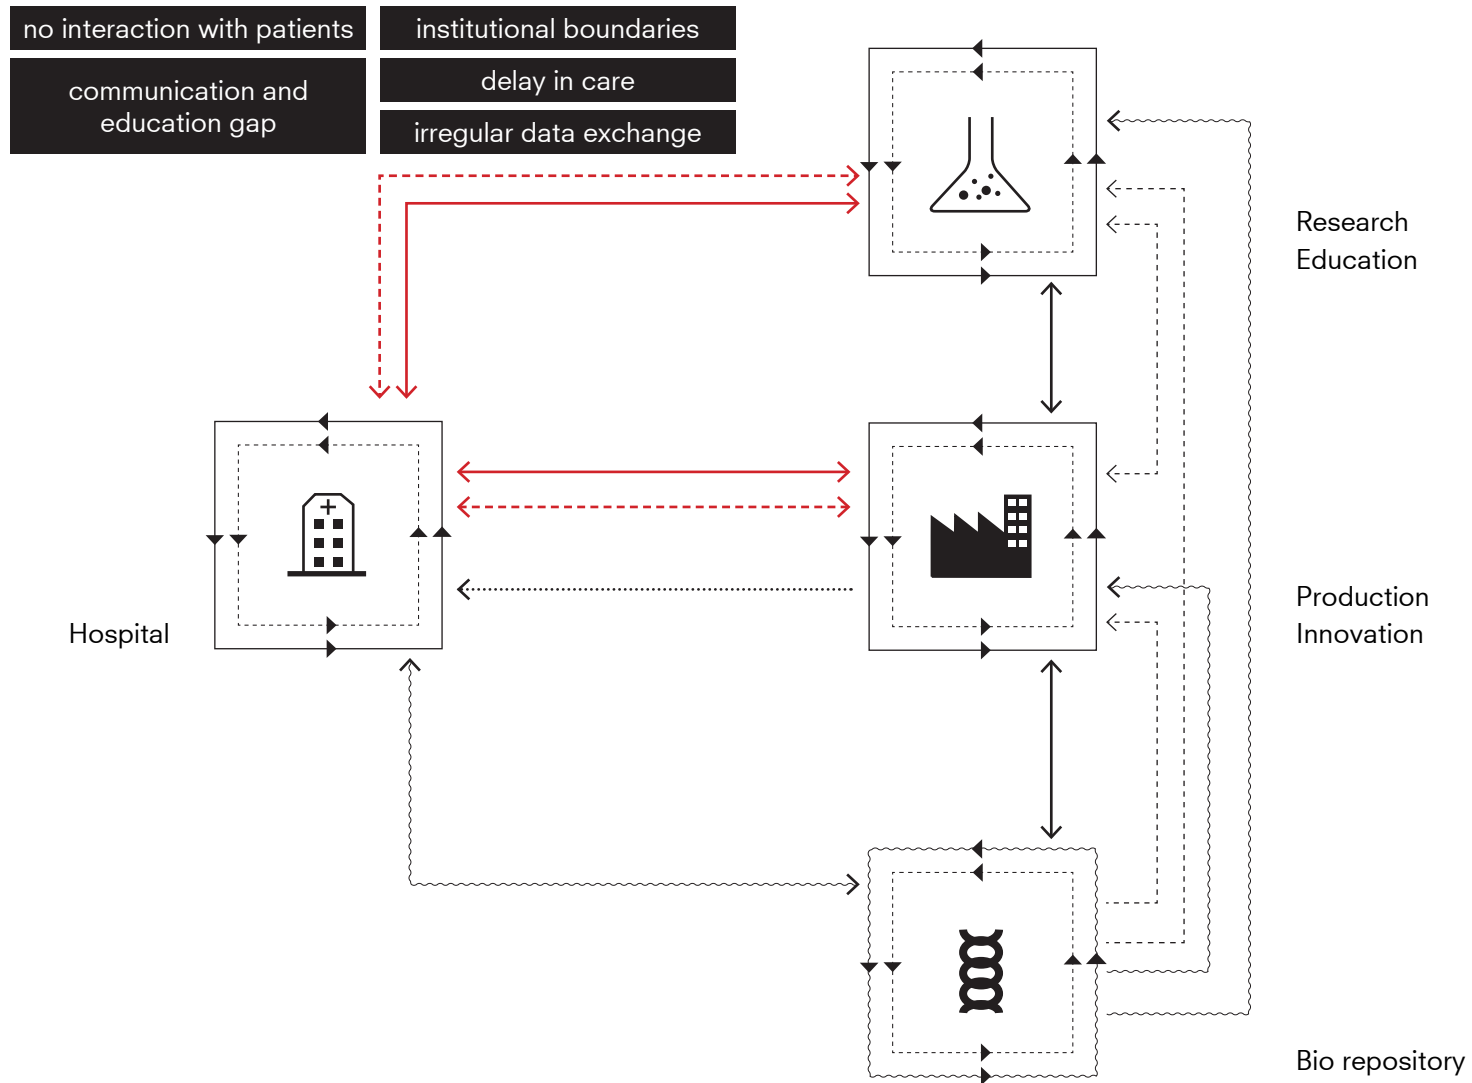 no interaction with patients
communication and
education gap
institutional boundaries
delay in care
irregular data exchange
Research
Education
Hospital
Production
Innovation
Bio repository